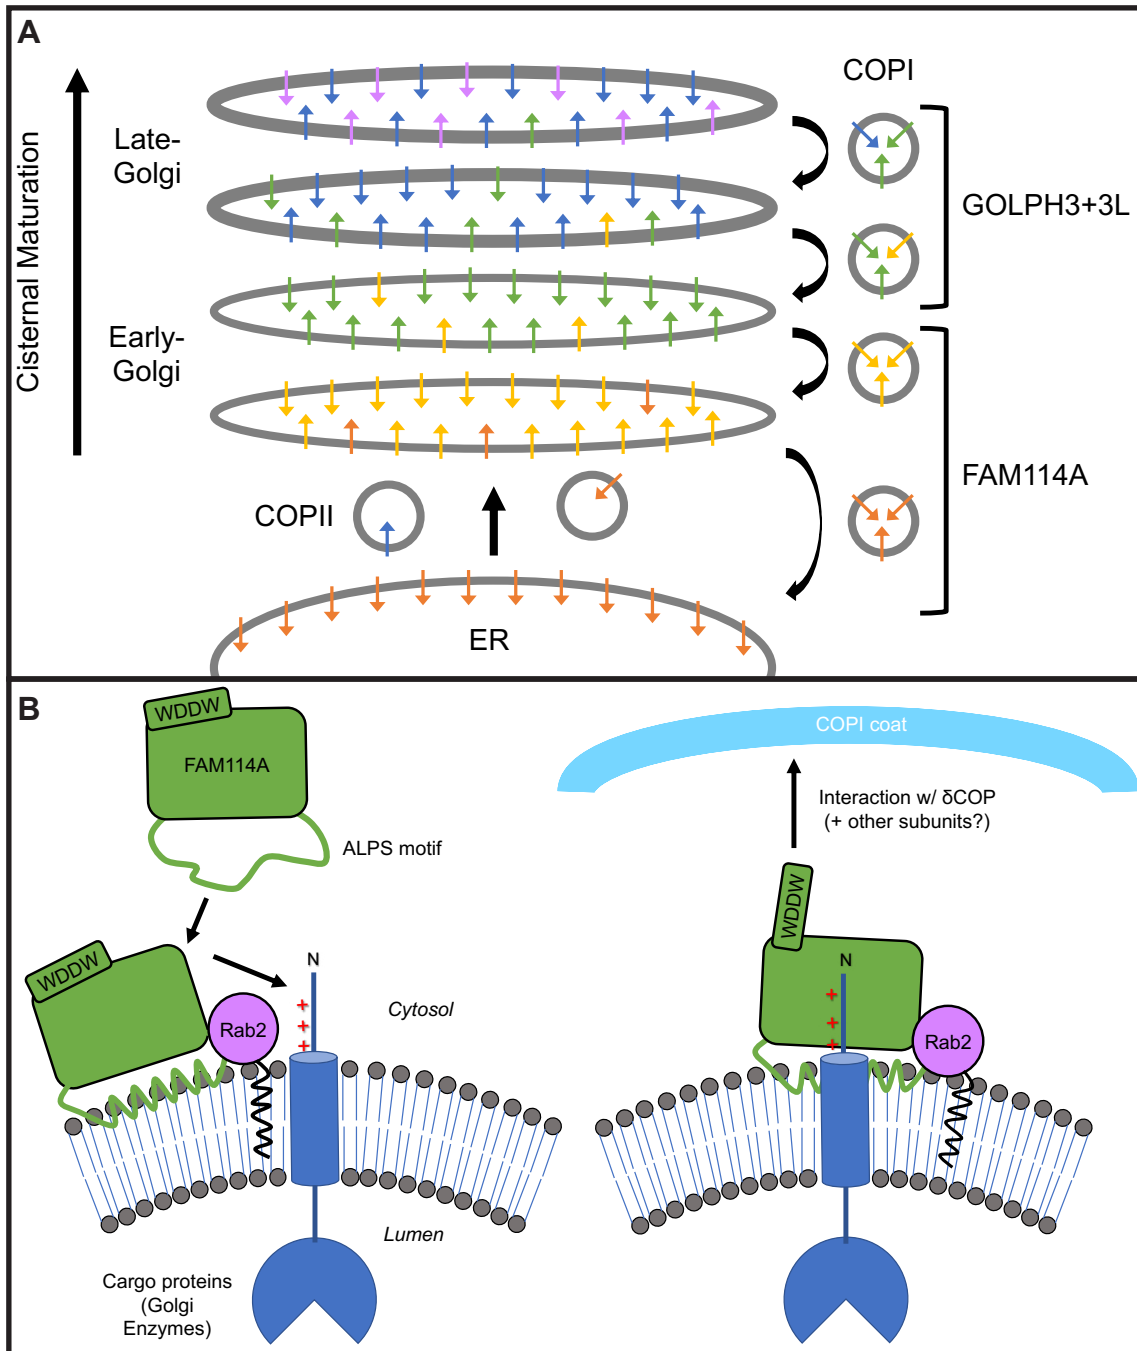 A
COPI
Cisternal Maturation
Late-
Golgi
GOLPH3+3L
Early-
Golgi
FAM114A
COPII
ER
B
WDDW
FAM114A
ALPS motif
COPI coat
Interaction w/ δCOP
(+ other subunits?)
WDDW
WDDW
N
+
+
+
Cytosol
Rab2
N
+
+
+
Rab2
Lumen
Cargo proteins
(Golgi
Enzymes)